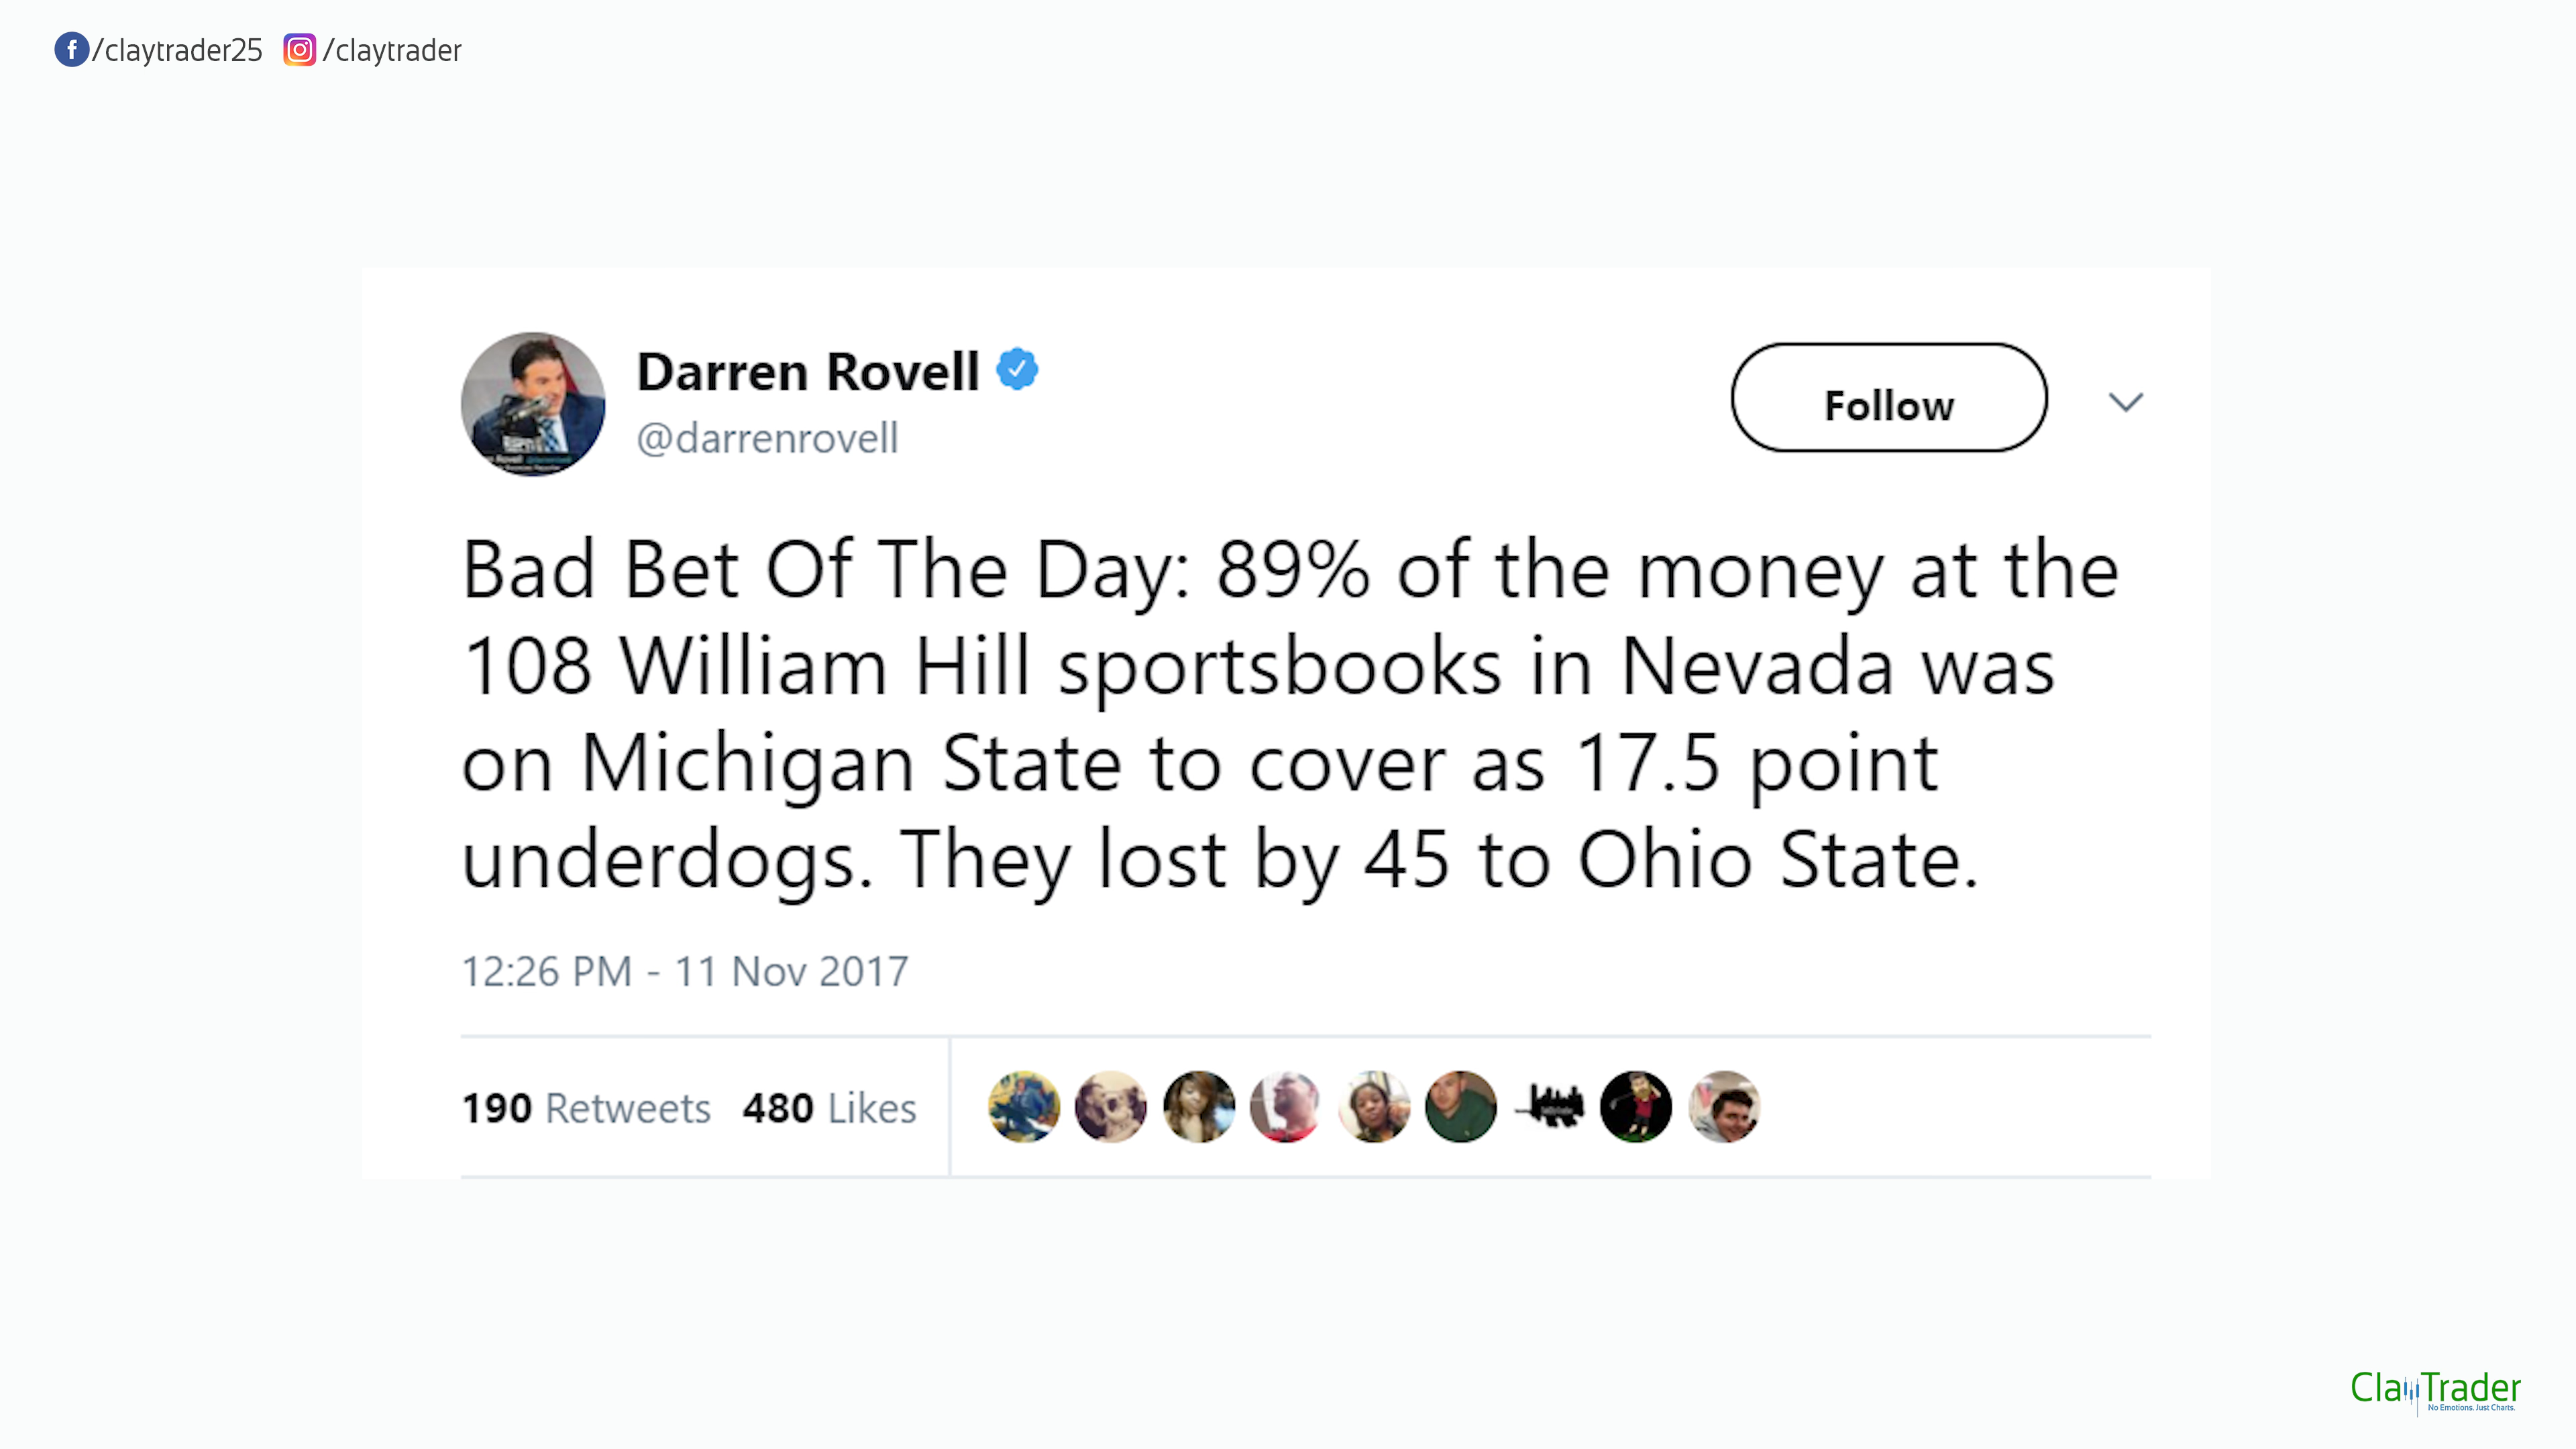 /claytrader25 /claytrader
Darren Rovell
@darrenrovell
Follow
Bad Bet Of The Day: 89% of the money at the
108 William Hill sportsbooks in Nevada was
on Michigan State to cover as 17.5 point
underdogs. They lost by 45 to Ohio State.
12:26 PM - 11 Nov 2017
190 Retweets 480 Likes
ClayTrader
No Emotions. Just Charts.